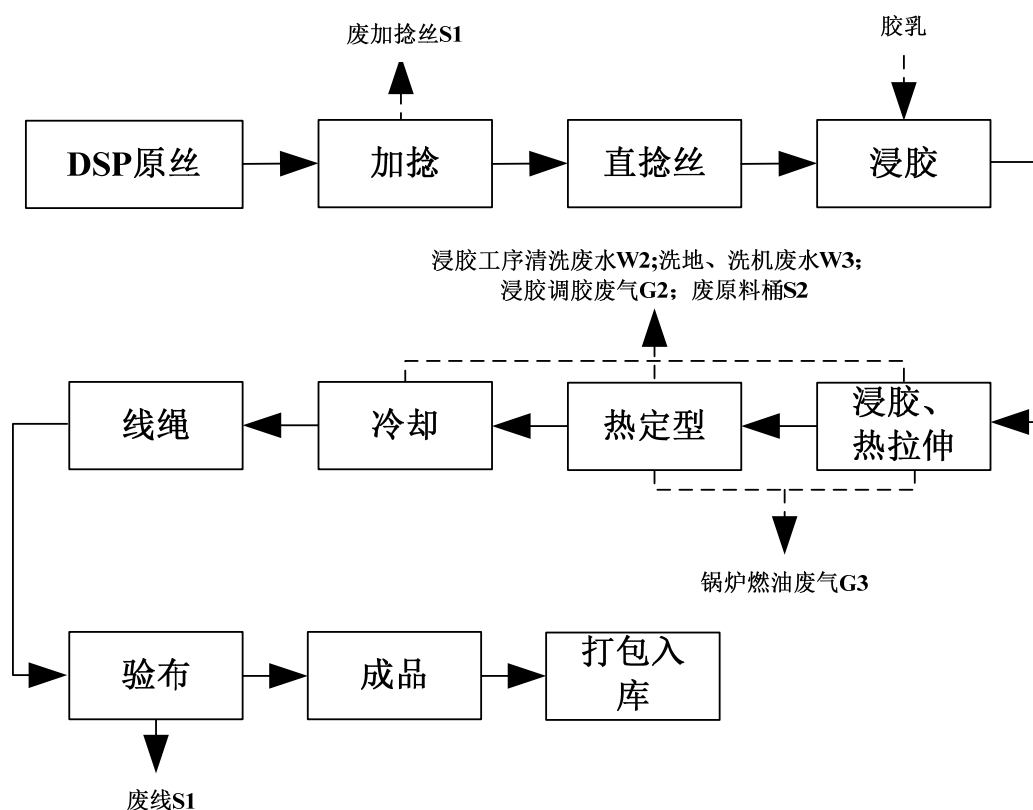 废加捻丝S1
胶乳
DSP原丝
加捻
直捻丝
浸胶
浸胶工序清洗废水W2;洗地、洗机废水W3；
浸胶调胶废气G2；废原料桶S2
线绳
冷却
热定型
浸胶、
热拉伸
锅炉燃油废气G3
验布
成品
打包入
库
废线S1